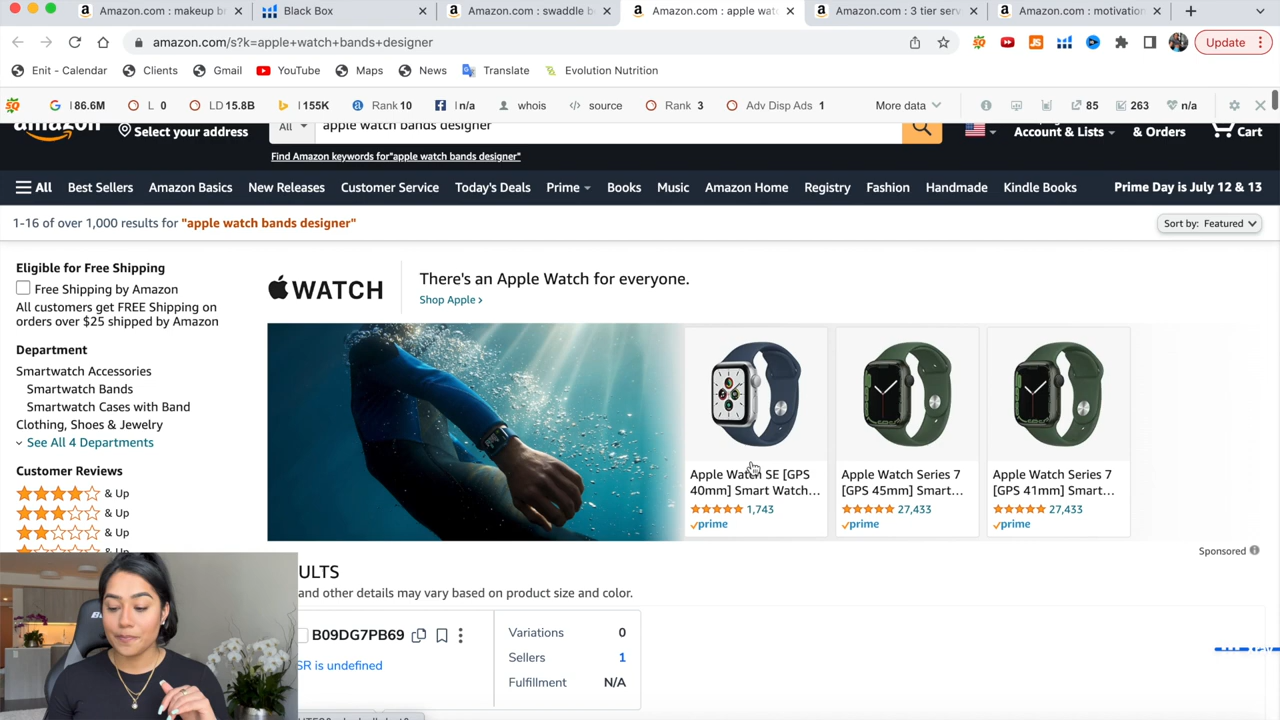 Amazon.com : makeup br
Black Box
Amazon.com : swaddle b
Amazon.com : apple wat
Amazon.com : 3 tier serv
Amazon.com : motivation
amazon.com/s?k=apple+watch+bands+designer
Update
Enit - Calendar
Clients
Gmail
YouTube
Maps
News
Translate
Evolution Nutrition
I 86.6M
L 0
LD 15.8B
I 155K
Rank 10
I n/a
whois
source
Rank 3
Adv Disp Ads 1
More data
85
263
n/a
amazon
Select your address
All
apple watch bands designer
Account & Lists
& Orders
Cart
Find Amazon keywords for"apple watch bands designer"
All
Best Sellers
Amazon Basics
New Releases
Customer Service
Today's Deals
Prime
Books
Music
Amazon Home
Registry
Fashion
Handmade
Kindle Books
Prime Day is July 12 & 13
1-16 of over 1,000 results for "apple watch bands designer"
Sort by: Featured
Eligible for Free Shipping
Free Shipping by Amazon
All customers get FREE Shipping on
orders over $25 shipped by Amazon
Department
Smartwatch Accessories
Smartwatch Bands
Smartwatch Cases with Band
Clothing, Shoes & Jewelry
See All 4 Departments
Customer Reviews
& Up
& Up
& Up
WATCH
There's an Apple Watch for everyone.
Shop Apple ›
Apple Watch SE [GPS
40mm] Smart Watch...
1,743
prime
Apple Watch Series 7
[GPS 45mm] Smart...
27,433
prime
Apple Watch Series 7
[GPS 41mm] Smart...
27,433
prime
Sponsored
ULTS
and other details may vary based on product size and color.
B09DG7PB69
SR is undefined
Variations 0
Sellers 1
Fulfillment N/A